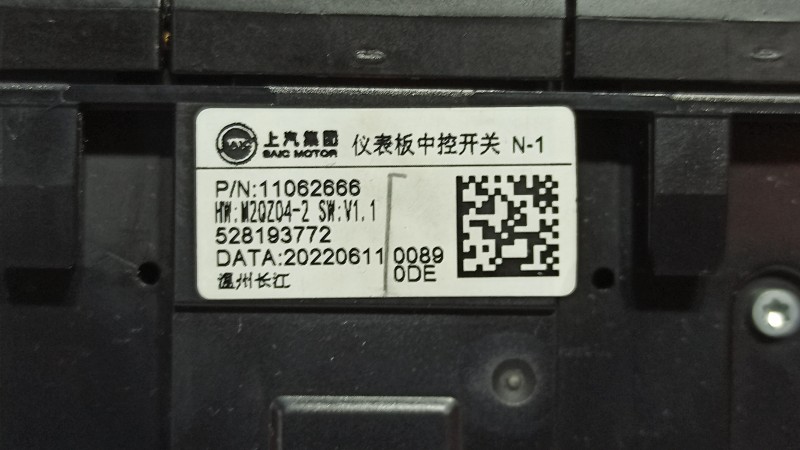 SAIC 上汽集团 仪表板中控开关 N-1
SAIC MOTOR
P/N:11062666
HW:M2QZ04-2 SW:V1.1
528193772
DATA:20220611 0089
0DE
温州长江